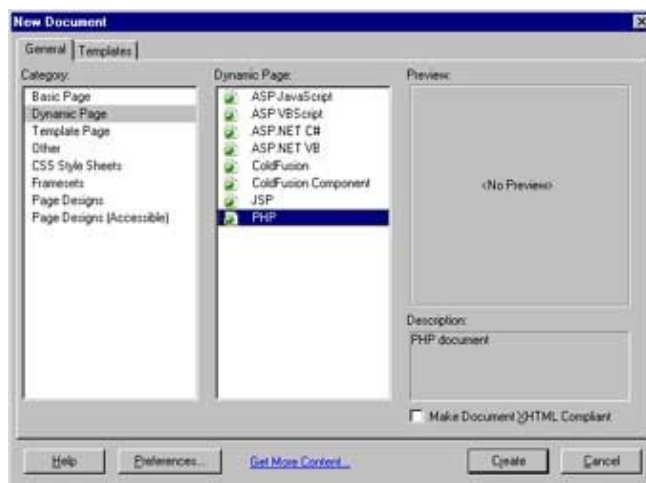 New Document
General
Templates
Category:
Basic Page
Dynamic Page
Template Page
Other
CSS Style Sheets
Framesets
Page Designs
Page Designs (Accessible)
Dynamic Page:
ASP JavaScript
ASP VBScript
ASP.NET C#
ASP.NET VB
ColdFusion
ColdFusion Component
JSP
PHP
Preview:
<No Preview>
Description:
PHP document
Make Document XHTML Compliant
Help
Preferences...
Get More Content...
Create
Cancel